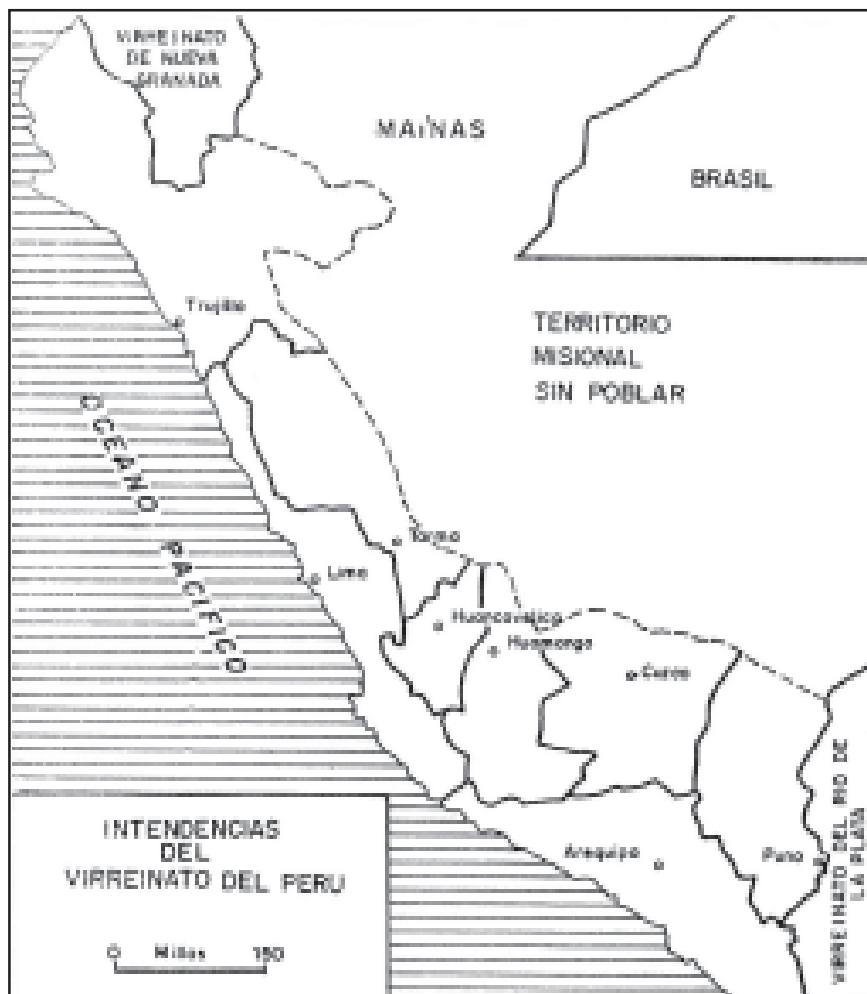 VIRREINATO
DE NUEVA
GRANADA
MAINAS
BRASIL
Trujillo
TERRITORIO
MISIONAL
SIN POBLAR
OCEANO PACIFICO
Tarma
Lima
Huancavelica
Huamanga
Cuzco
INTENDENCIAS
DEL
VIRREINATO DEL PERU
0 Millas 150
Arequipa
Puno
VIRREINATO DEL RIO DE
LA PLATA